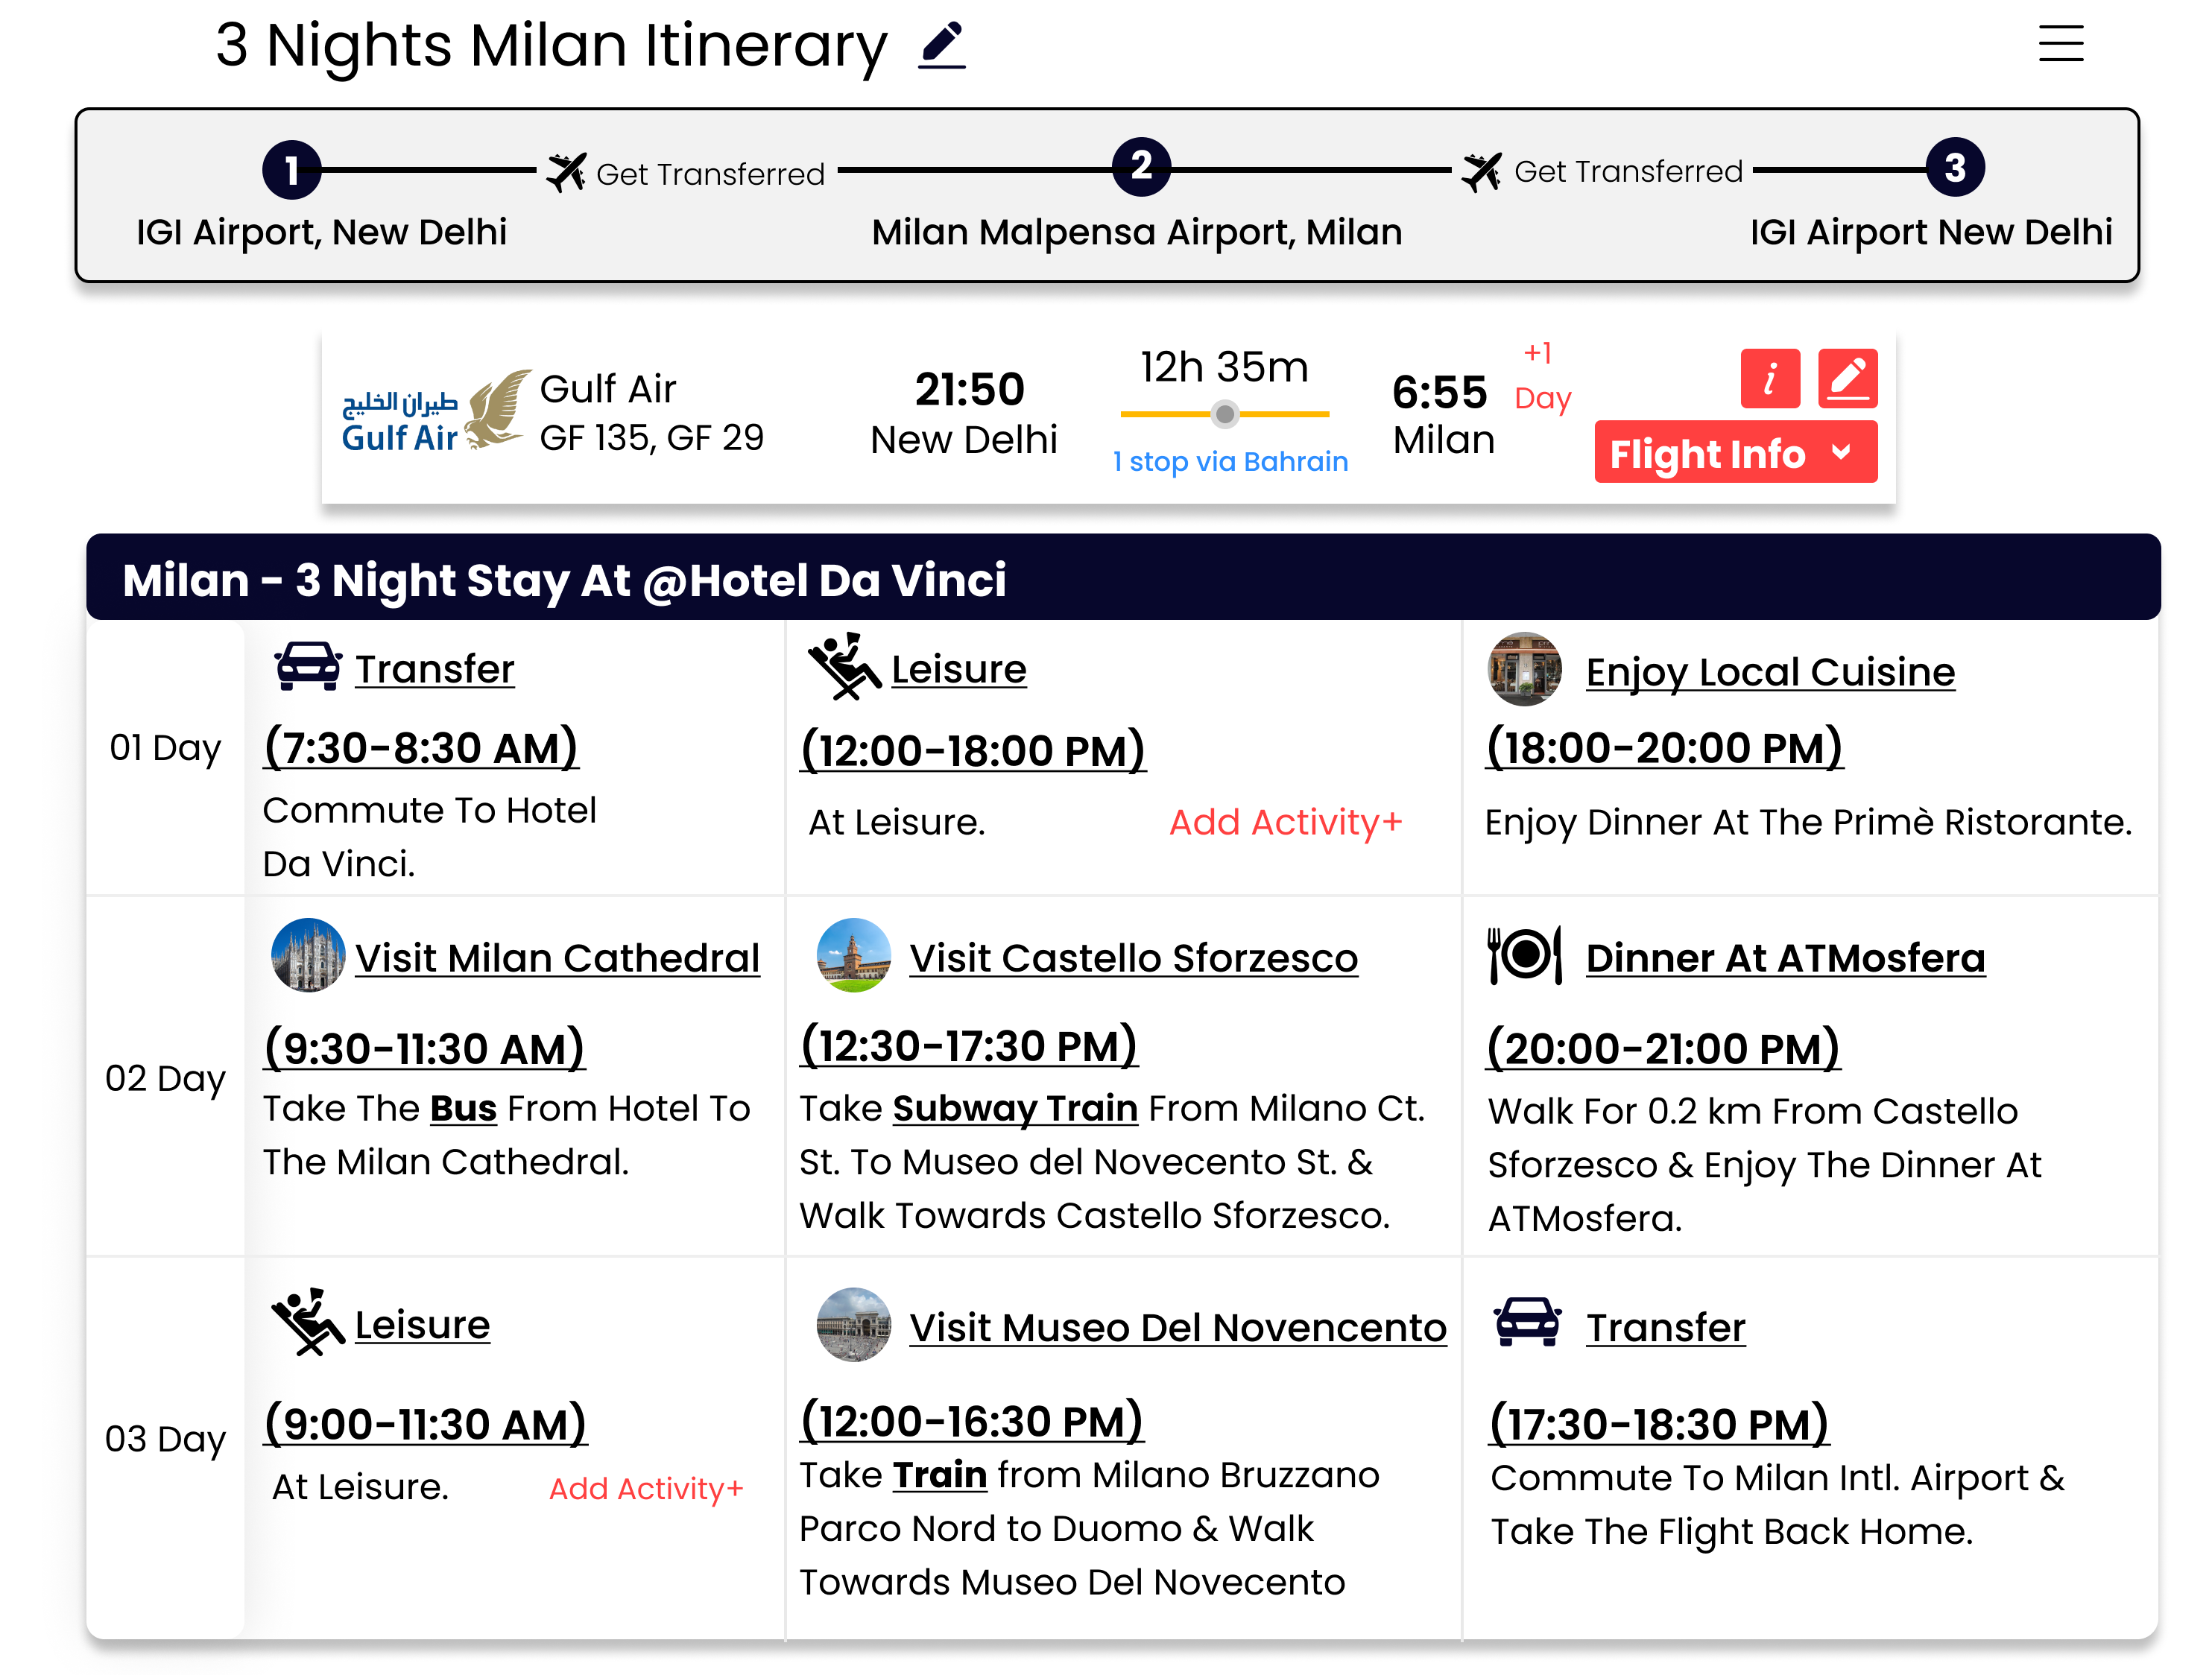 3 Nights Milan Itinerary
1
Get Transferred
2
Get Transferred
3
IGI Airport, New Delhi
Milan Malpensa Airport, Milan
IGI Airport New Delhi
طيران الخليج
Gulf Air
Gulf Air
GF 135, GF 29
21:50
New Delhi
12h 35m
1 stop via Bahrain
6:55
Milan
+1
Day
i
Flight Info
Milan - 3 Night Stay At @Hotel Da Vinci
01 Day
Transfer
(7:30-8:30 AM)
Commute To Hotel
Da Vinci.
Leisure
(12:00-18:00 PM)
At Leisure.
Add Activity+
Enjoy Local Cuisine
(18:00-20:00 PM)
Enjoy Dinner At The Primè Ristorante.
02 Day
Visit Milan Cathedral
(9:30-11:30 AM)
Take The Bus From Hotel To
The Milan Cathedral.
Visit Castello Sforzesco
(12:30-17:30 PM)
Take Subway Train From Milano Ct.
St. To Museo del Novecento St. &
Walk Towards Castello Sforzesco.
Dinner At ATMosfera
(20:00-21:00 PM)
Walk For 0.2 km From Castello
Sforzesco & Enjoy The Dinner At
ATMosfera.
03 Day
Leisure
(9:00-11:30 AM)
At Leisure.
Add Activity+
Visit Museo Del Novencento
(12:00-16:30 PM)
Take Train from Milano Bruzzano
Parco Nord to Duomo & Walk
Towards Museo Del Novecento
Transfer
(17:30-18:30 PM)
Commute To Milan Intl. Airport &
Take The Flight Back Home.